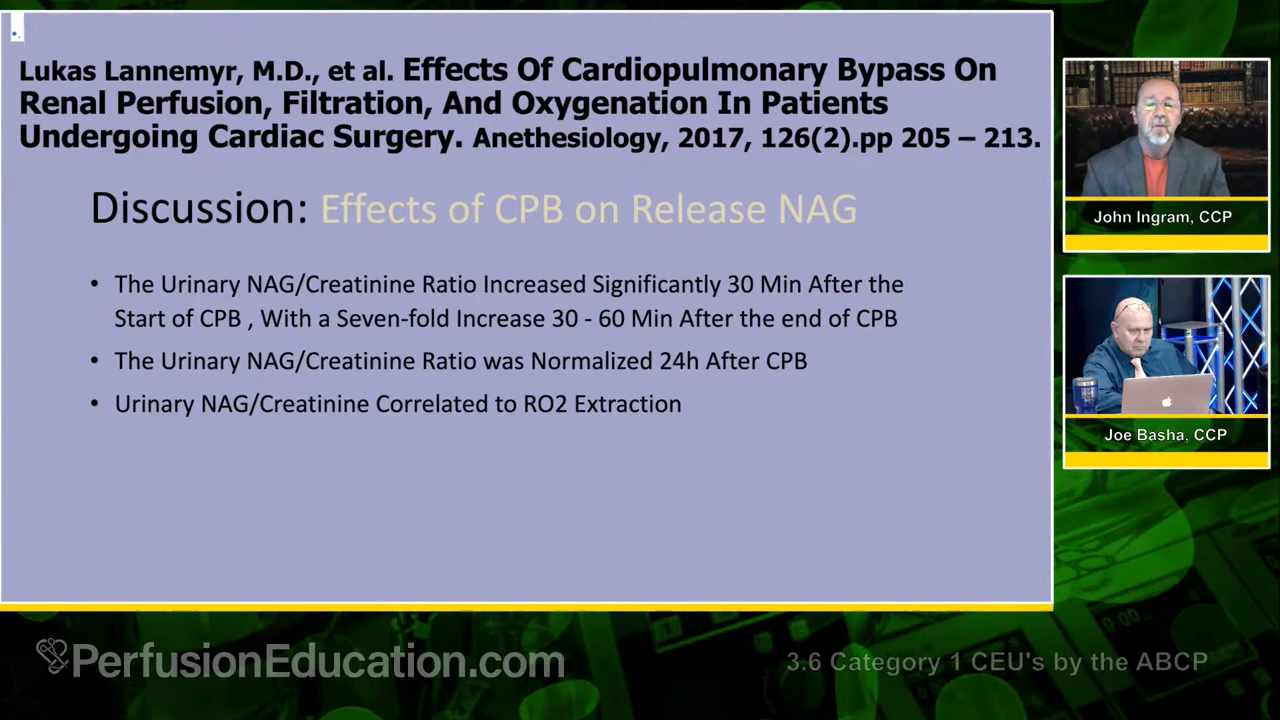 Lukas Lannemyr, M.D., et al. Effects Of Cardiopulmonary Bypass On
Renal Perfusion, Filtration, And Oxygenation In Patients
Undergoing Cardiac Surgery. Anethesiology, 2017, 126(2).pp 205 – 213.
Discussion: Effects of CPB on Release NAG
• The Urinary NAG/Creatinine Ratio Increased Significantly 30 Min After the
Start of CPB , With a Seven-fold Increase 30 - 60 Min After the end of CPB
• The Urinary NAG/Creatinine Ratio was Normalized 24h After CPB
• Urinary NAG/Creatinine Correlated to RO2 Extraction
John Ingram, CCP
Joe Basha, CCP
PerfusionEducation.com
3.6 Category 1 CEU's by the ABCP